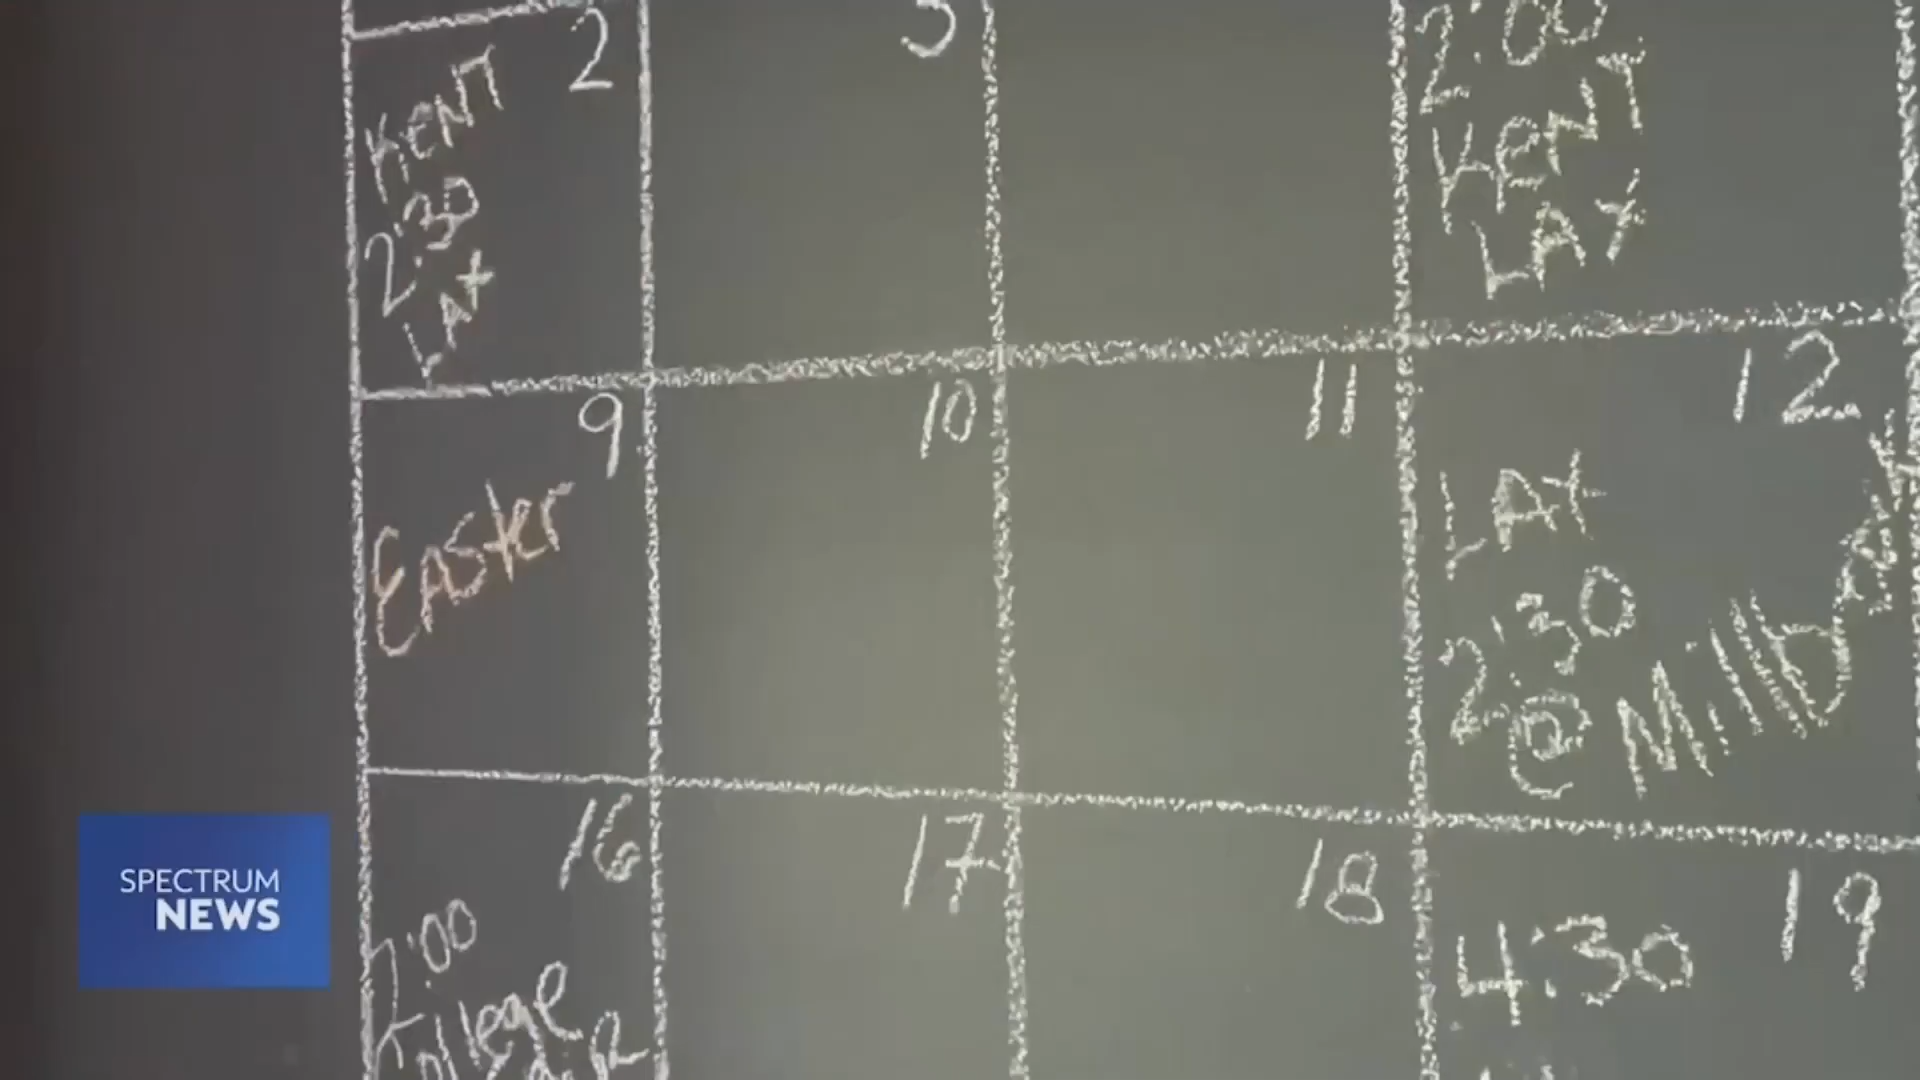 2
3
2:00
KENT
2:30
LAX
KENT
LAX
9
10
11
12
Easter
LAX
2:30
@ Millbrook
16
17
18
19
2:00
College
4:30
SPECTRUM
NEWS